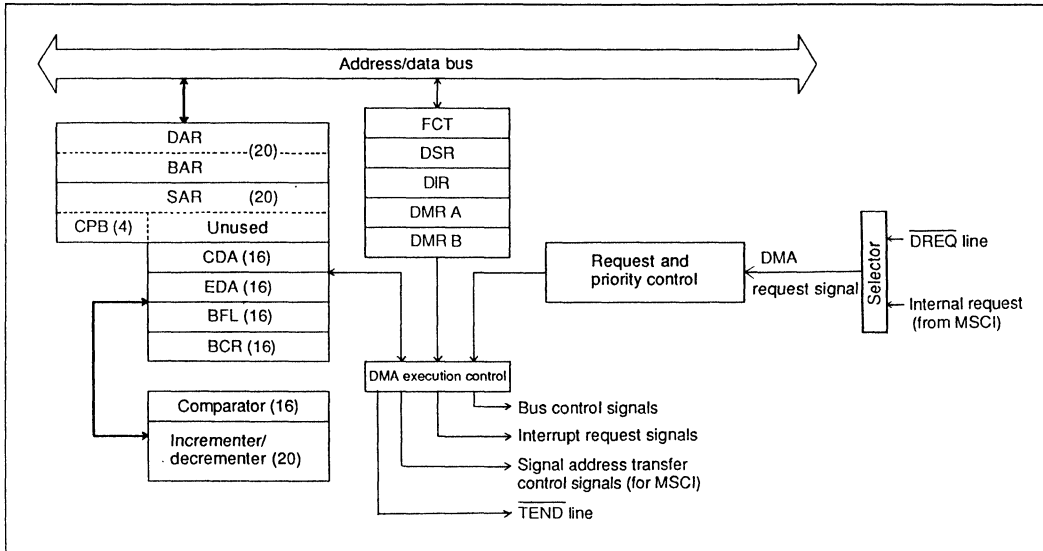 Address/data bus
DAR
(20)
BAR
SAR (20)
CPB (4) Unused
CDA (16)
EDA (16)
BFL (16)
BCR (16)
Comparator (16)
Incrementer/
decrementer (20)
FCT
DSR
DIR
DMR A
DMR B
DMA execution control
Request and
priority control
DMA
request signal
Selector
DREQ line
Internal request
(from MSCI)
Bus control signals
Interrupt request signals
Signal address transfer
control signals (for MSCI)
TEND line